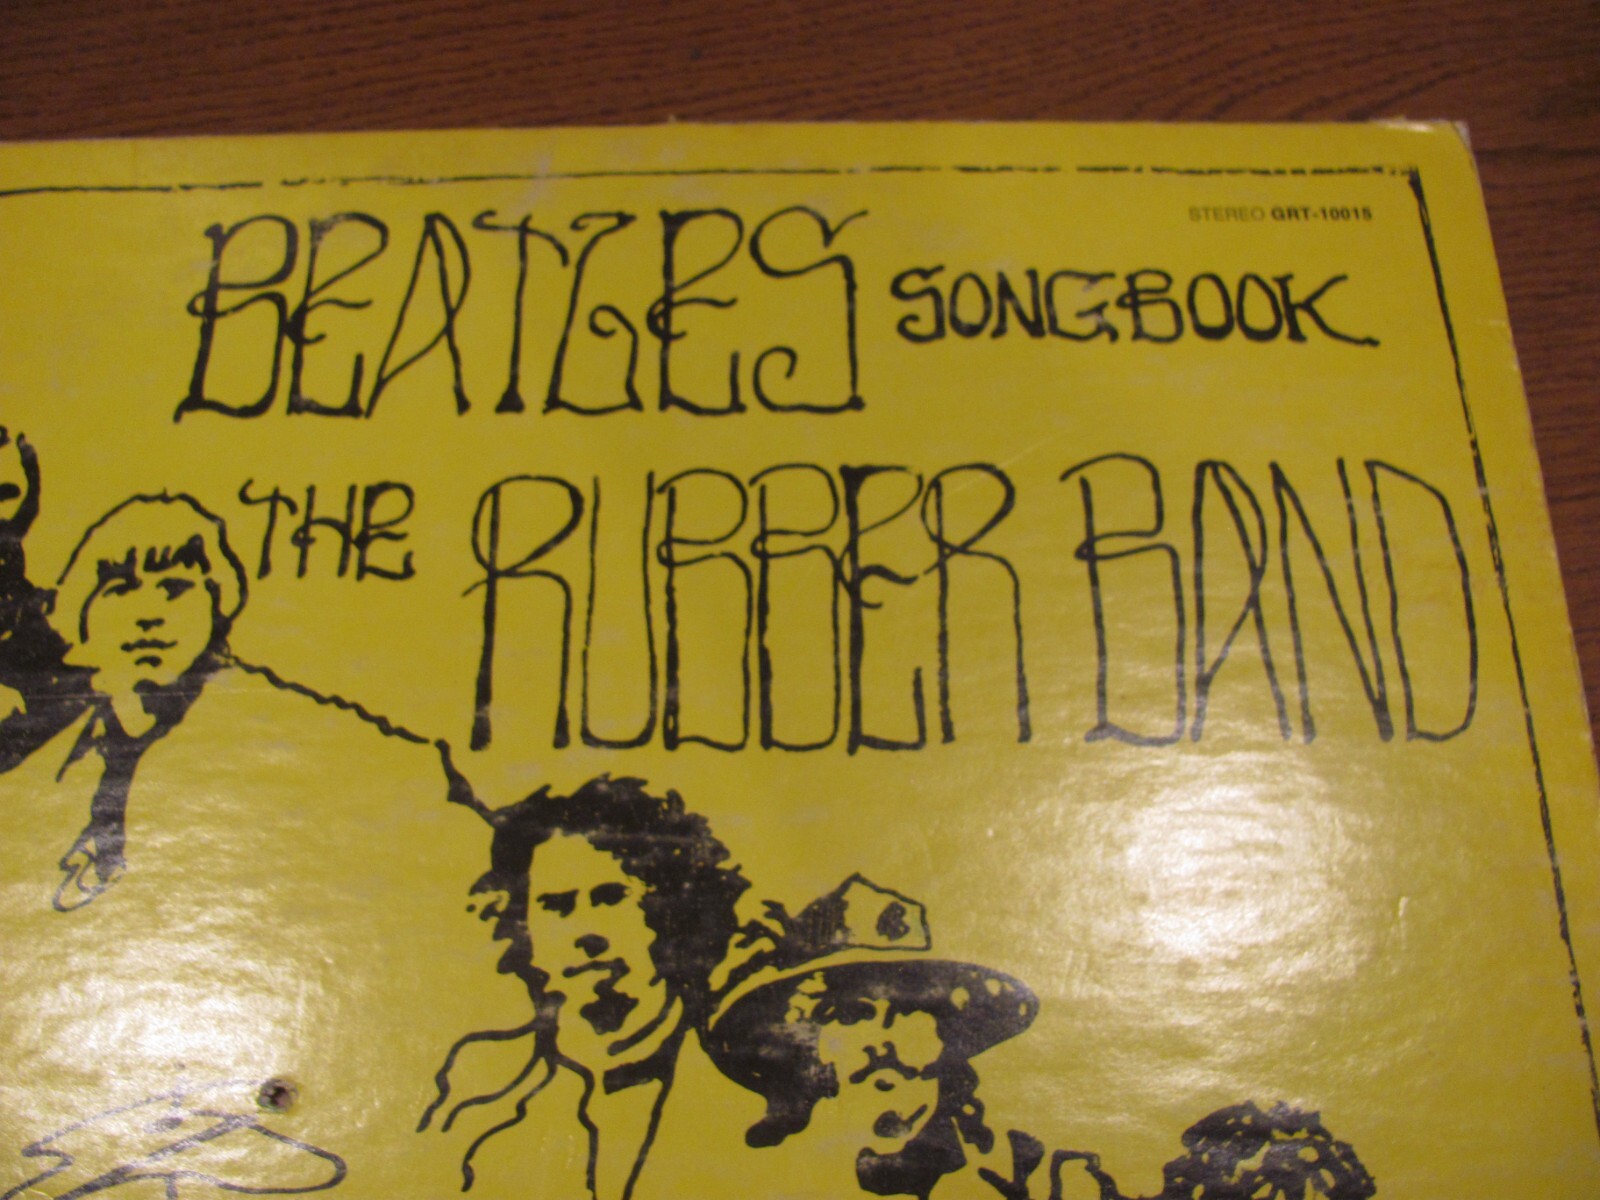 STEREO GRT-10015
BEATLES SONGBOOK
THE RUBBER BAND